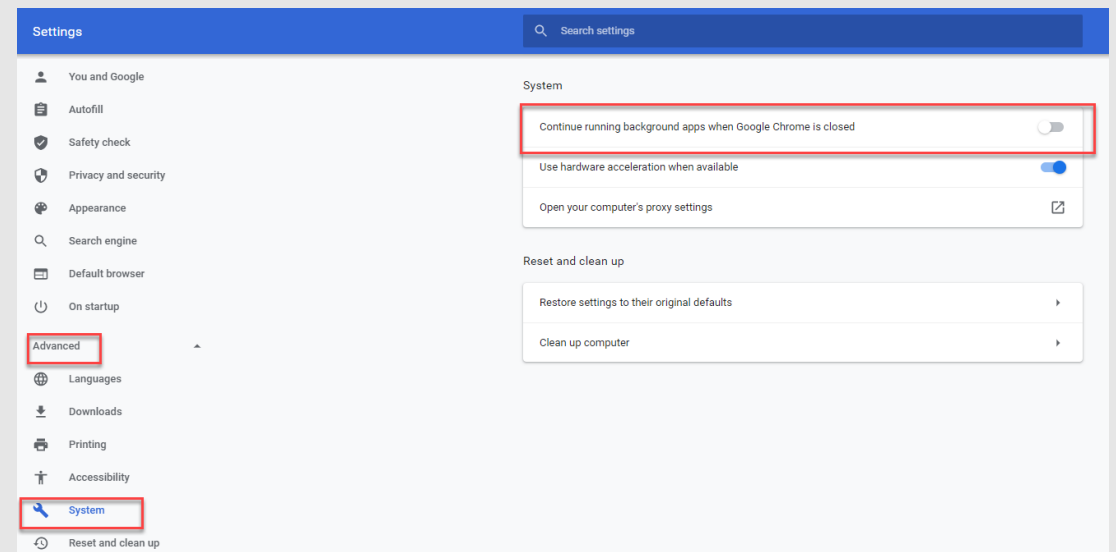 Settings
Search settings
You and Google
Autofill
Safety check
Privacy and security
Appearance
Search engine
Default browser
On startup
Advanced
Languages
Downloads
Printing
Accessibility
System
Reset and clean up
System
Continue running background apps when Google Chrome is closed
Use hardware acceleration when available
Open your computer's proxy settings
Reset and clean up
Restore settings to their original defaults
Clean up computer